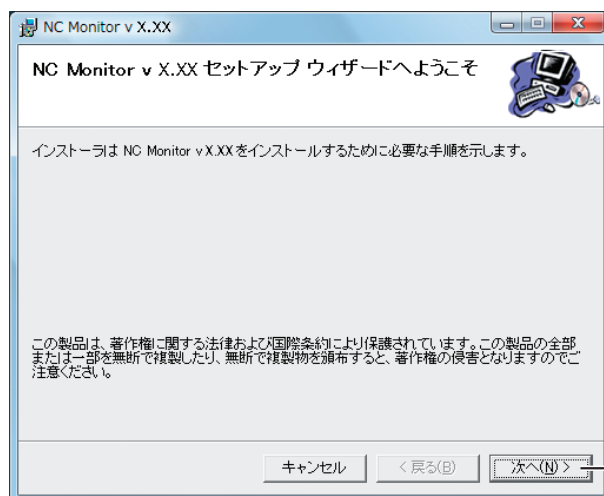 NC Monitor v X.XX
NC Monitor v X.XX セットアップ ウィザードへようこそ
インストーラは NC Monitor v X.XX をインストールするために必要な手順を示します。
この製品は、著作権に関する法律および国際条約により保護されています。この製品の全部
または一部を無断で複製したり、無断で複製物を頒布すると、著作権の侵害となりますのでご
注意ください。
キャンセル
< 戻る(B)
次へ(N) >